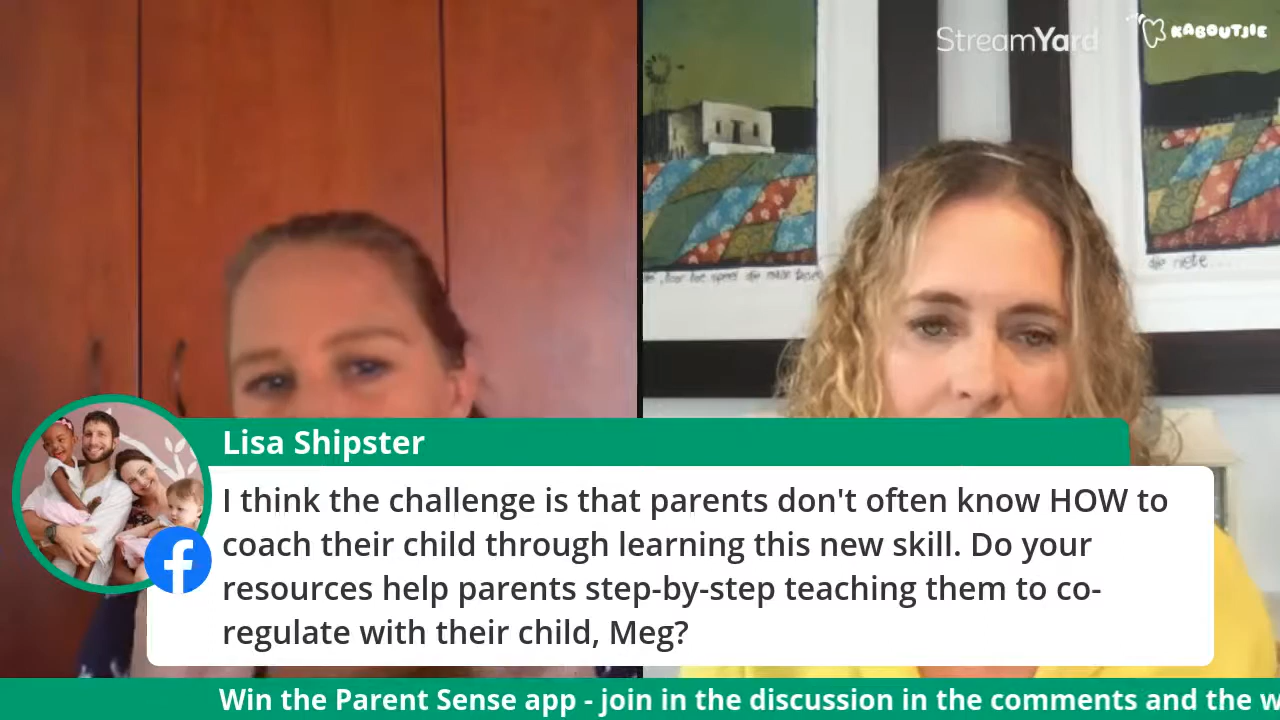 StreamYard
KABOUTJIE
die niete...
Lisa Shipster
I think the challenge is that parents don't often know HOW to
coach their child through learning this new skill. Do your
resources help parents step-by-step teaching them to co-
regulate with their child, Meg?
Win the Parent Sense app - join in the discussion in the comments and the w